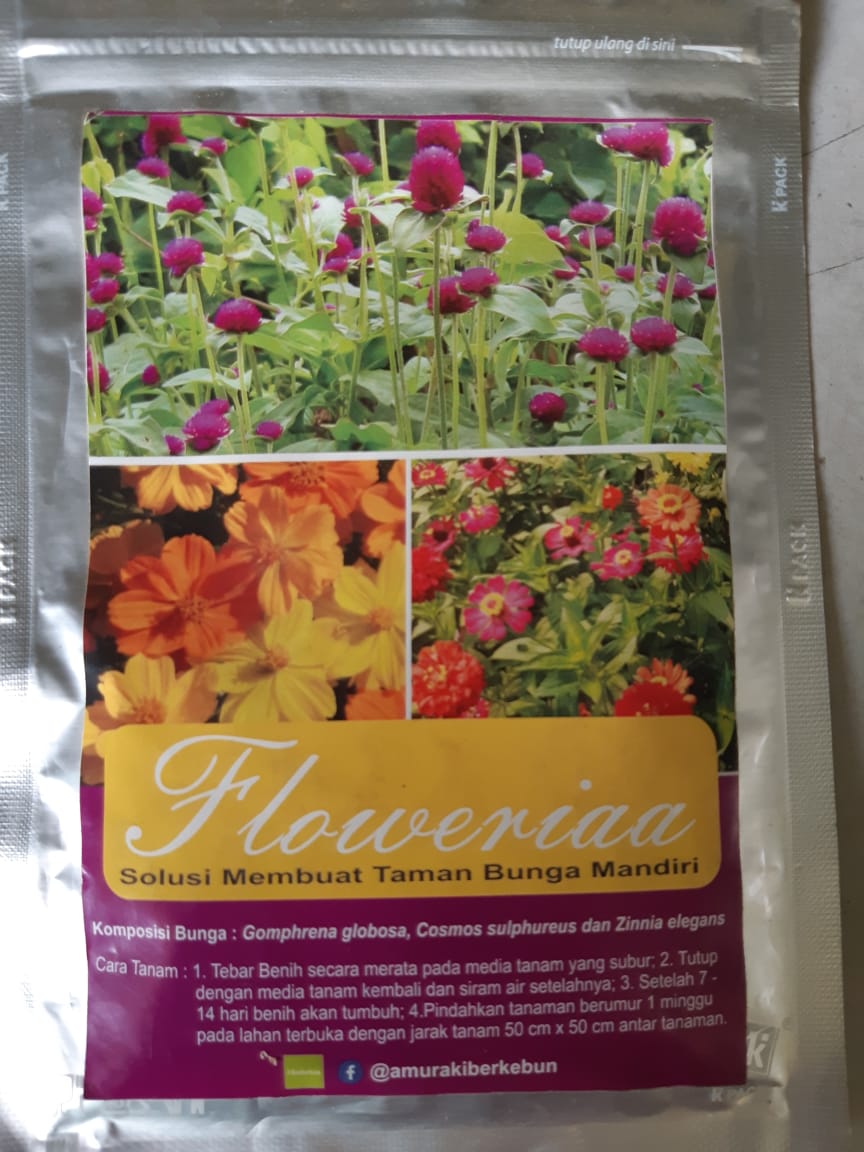 tutup ulang di sini
K PACK
K PACK
K PACK
K PACK
Floweriaa
Solusi Membuat Taman Bunga Mandiri
Komposisi Bunga : Gomphrena globosa, Cosmos sulphureus dan Zinnia elegans
Cara Tanam : 1. Tebar Benih secara merata pada media tanam yang subur; 2. Tutup
dengan media tanam kembali dan siram air setelahnya; 3. Setelah 7 -
14 hari benih akan tumbuh; 4.Pindahkan tanaman berumur 1 minggu
pada lahan terbuka dengan jarak tanam 50 cm x 50 cm antar tanaman.
@amurakiberkebun